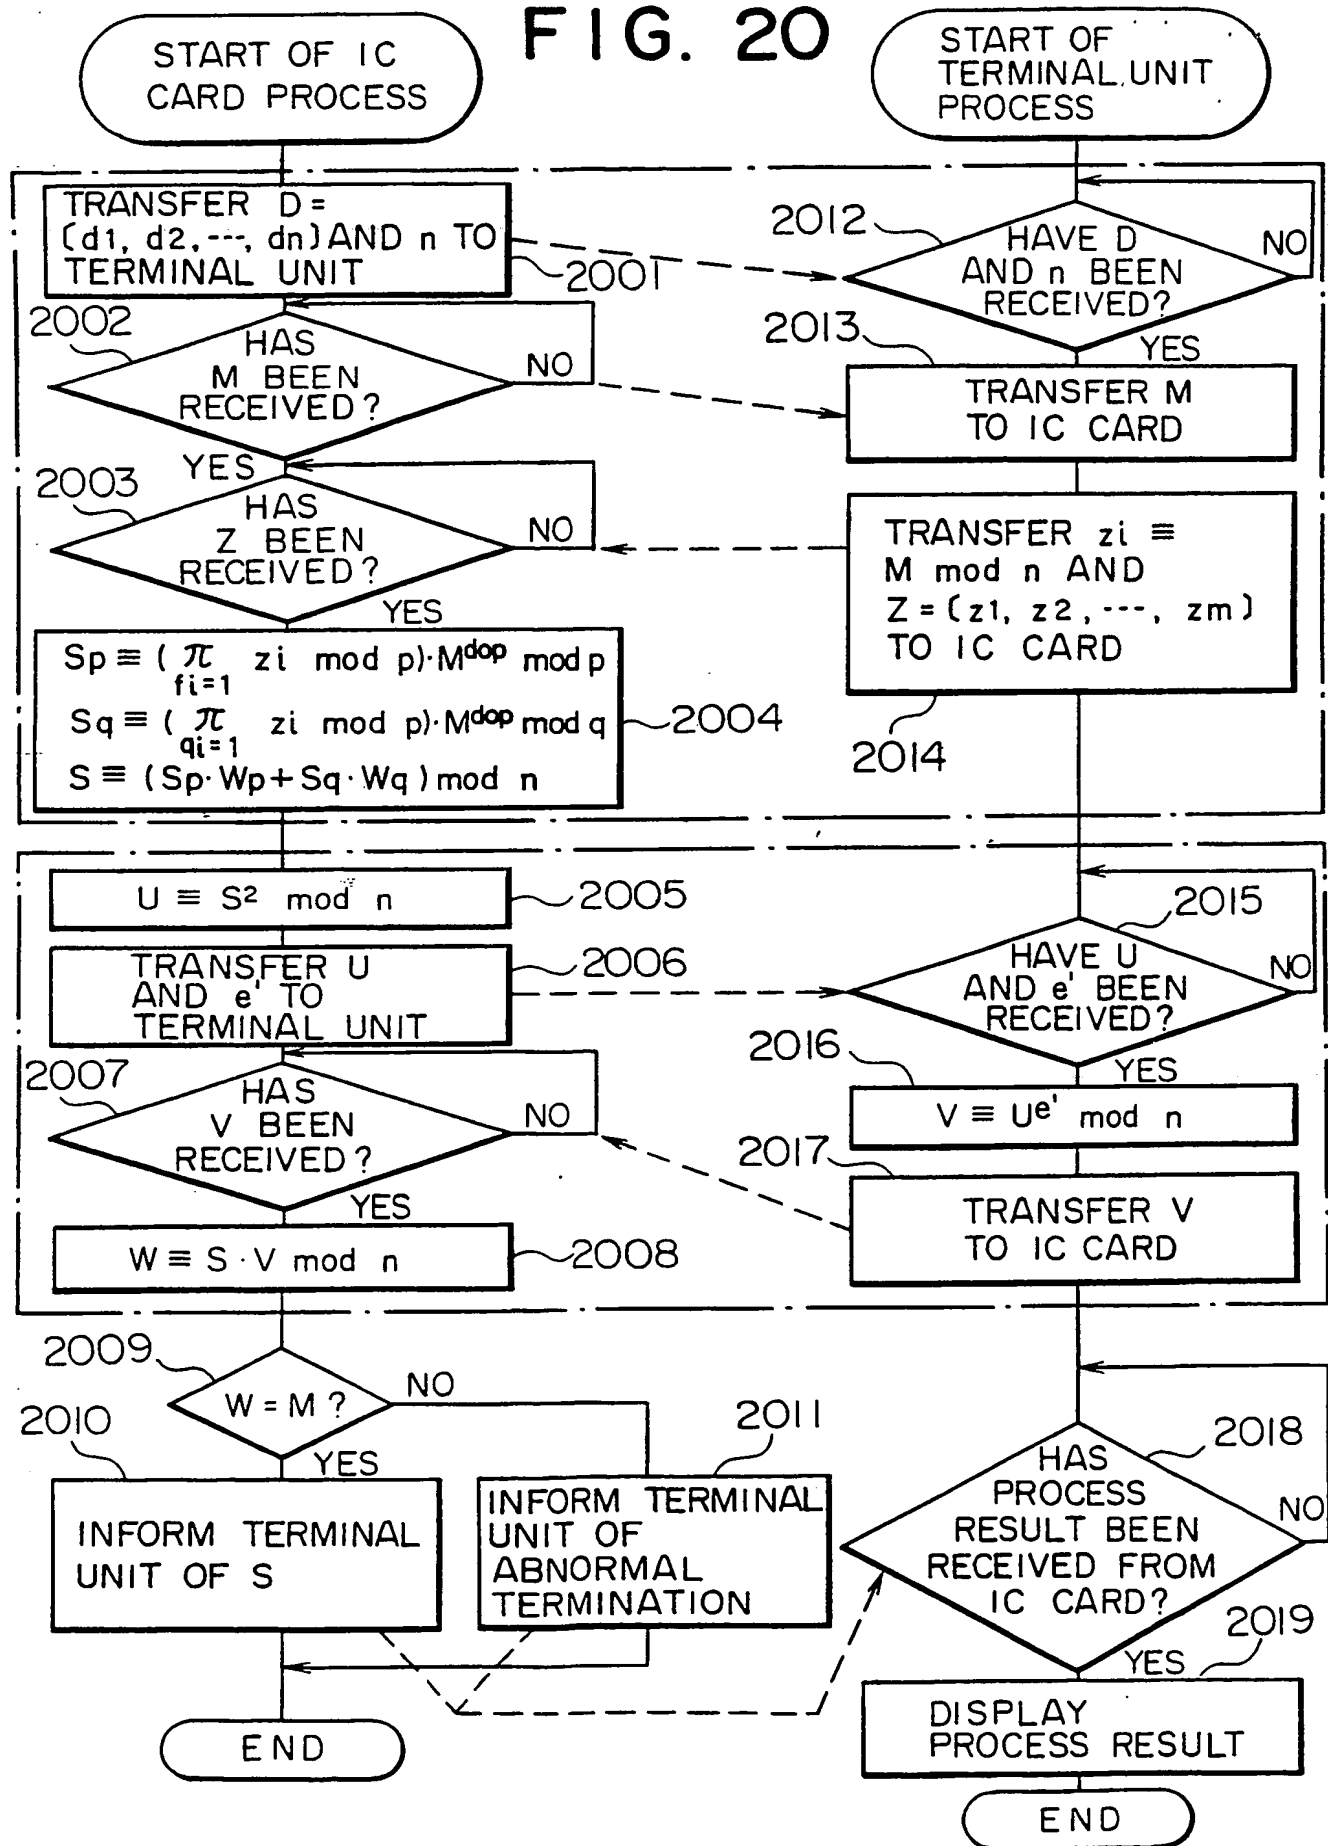 FIG. 20
START OF IC
CARD PROCESS
TRANSFER D =
(d1, d2, ---, dn) AND n TO
TERMINAL UNIT
2001
2002
HAS
M BEEN
RECEIVED?
NO
YES
2003
HAS
Z BEEN
RECEIVED?
NO
YES
Sp ≡ ( π zi mod p)·M^dop mod p
fi=1
Sq ≡ ( π zi mod p)·M^dop mod q
qi=1
S ≡ (Sp·Wp + Sq·Wq) mod n
2004
U ≡ S² mod n
2005
TRANSFER U
AND e' TO
TERMINAL UNIT
2006
2007
HAS
V BEEN
RECEIVED?
NO
YES
W ≡ S·V mod n
2008
2009
W = M ?
NO
YES
2010
INFORM TERMINAL
UNIT OF S
2011
INFORM TERMINAL
UNIT OF
ABNORMAL
TERMINATION
END
START OF
TERMINAL UNIT
PROCESS
2012
HAVE D
AND n BEEN
RECEIVED?
NO
YES
2013
TRANSFER M
TO IC CARD
TRANSFER zi ≡
M mod n AND
Z = (z1, z2, ---, zm)
TO IC CARD
2014
2015
HAVE U
AND e' BEEN
RECEIVED?
NO
YES
2016
V ≡ U^e' mod n
2017
TRANSFER V
TO IC CARD
2018
HAS
PROCESS
RESULT BEEN
RECEIVED FROM
IC CARD?
NO
YES
2019
DISPLAY
PROCESS RESULT
END